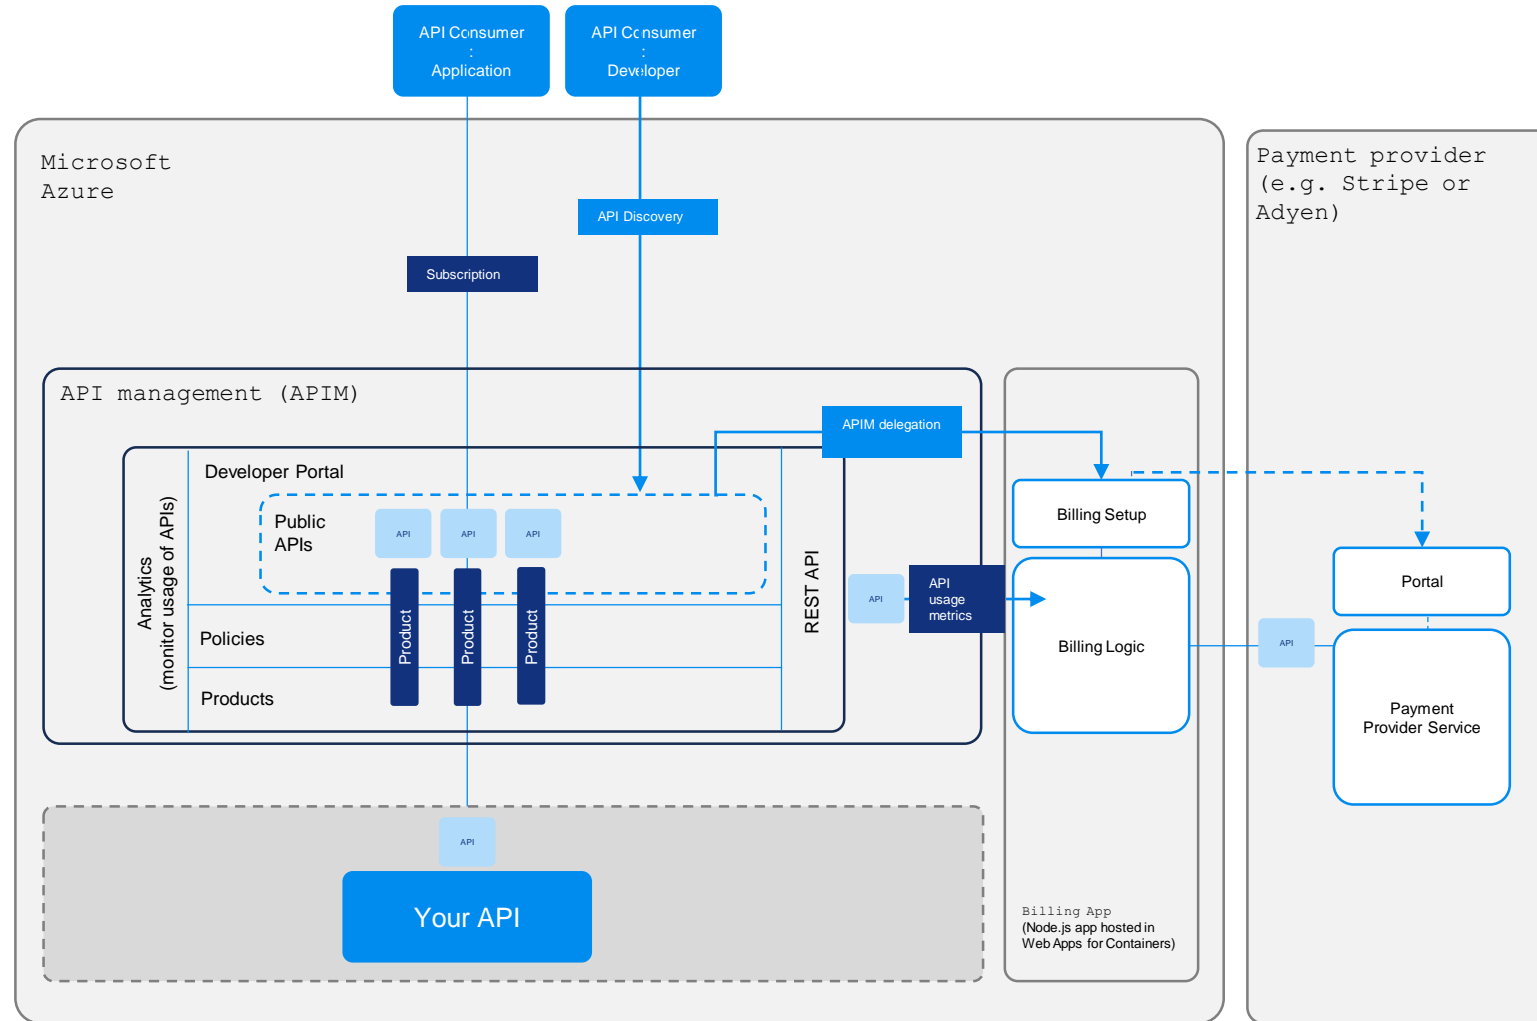 API Consumer
:
Application
API Consumer
:
Developer
Microsoft
Azure
Payment provider
(e.g. Stripe or
Adyen)
API Discovery
Subscription
API management (APIM)
APIM delegation
Developer Portal
Public
APIs
API
API
API
Analytics
(monitor usage of APIs)
Policies
Products
Product
Product
Product
REST API
API
API
usage
metrics
Billing Setup
Billing Logic
API
Portal
Payment
Provider Service
API
Your API
Billing App
(Node.js app hosted in
Web Apps for Containers)